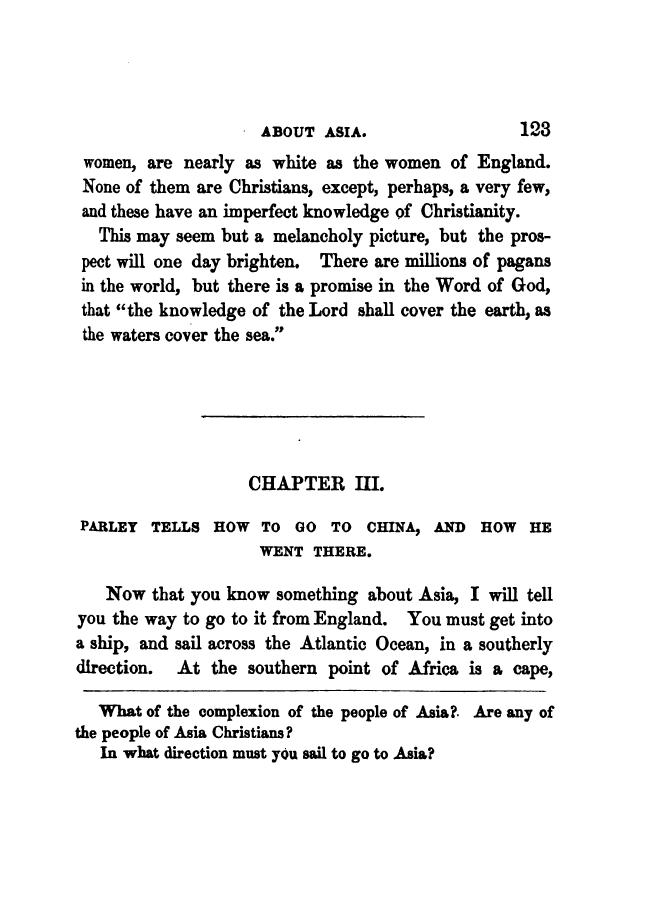 ABOUT ASIA. 123
women, are nearly as white as the women of England.
None of them are Christians, except, perhaps, a very few,
and these have an imperfect knowledge of Christianity.
This may seem but a melancholy picture, but the pros-
pect will one day brighten. There are millions of pagans
in the world, but there is a promise in the Word of God,
that “the knowledge of the Lord shall cover the earth, as
the waters cover the sea.”
CHAPTER III.
PARLEY TELLS HOW TO GO TO CHINA, AND HOW HE
WENT THERE.
Now that you know something about Asia, I will tell
you the way to go to it from England. You must get into
a ship, and sail across the Atlantic Ocean, in a southerly
direction. At the southern point of Africa is a cape,
What of the complexion of the people of Asia? Are any of
the people of Asia Christians?
In what direction must you sail to go to Asia?